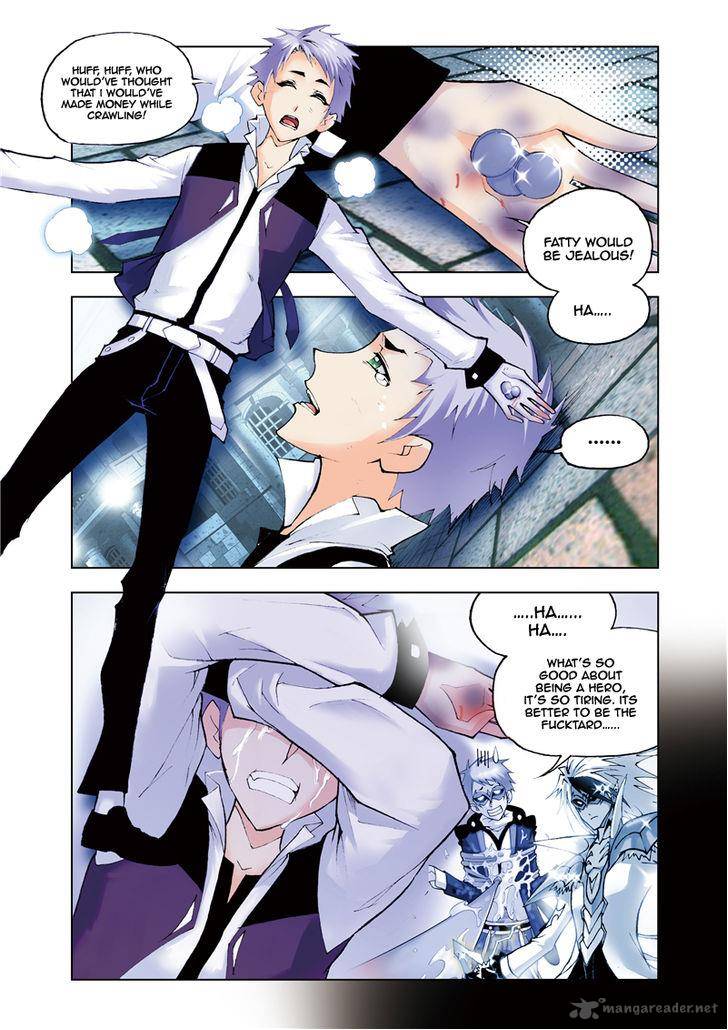 HUFF, HUFF, WHO
WOULD'VE THOUGHT
THAT I WOULD'VE
MADE MONEY WHILE
CRAWLING!
FATTY WOULD
BE JEALOUS!
HA.....
......
.....HA......
HA....
WHAT'S SO
GOOD ABOUT
BEING A HERO,
IT'S SO TIRING. ITS
BETTER TO BE THE
FUCKTARD......
mangareader.net